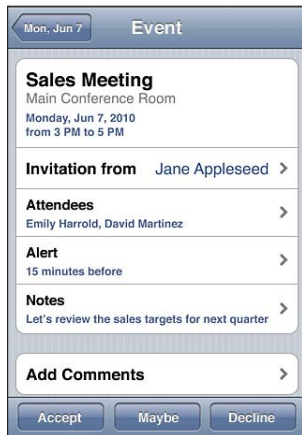 Mon, Jun 7
Event
Sales Meeting
Main Conference Room
Monday, Jun 7, 2010
from 3 PM to 5 PM
Invitation from Jane Appleseed
Attendees
Emily Harrold, David Martinez
Alert
15 minutes before
Notes
Let's review the sales targets for next quarter
Add Comments
Accept Maybe Decline